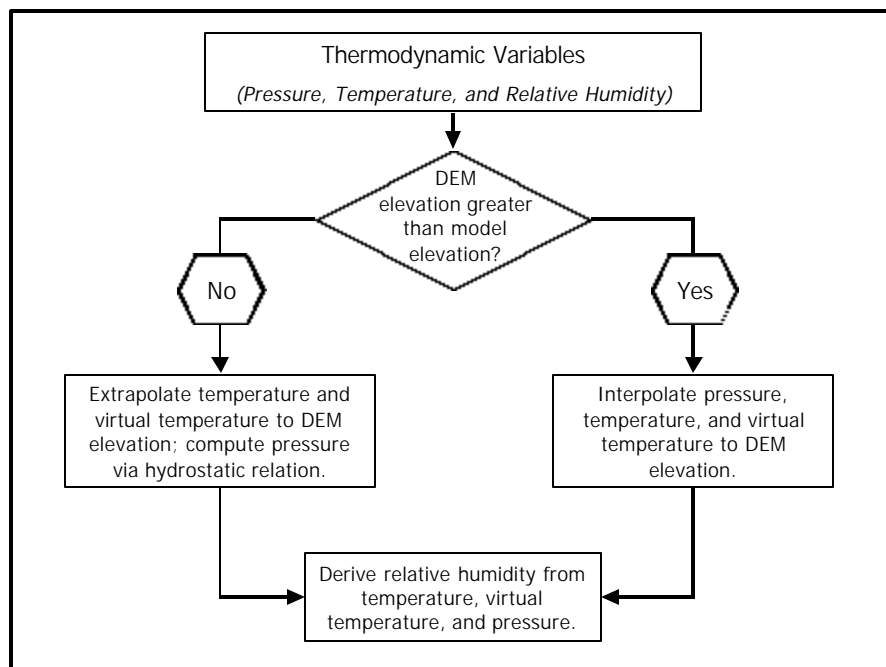 Thermodynamic Variables
(Pressure, Temperature, and Relative Humidity)
DEM
elevation greater
than model
elevation?
No
Yes
Extrapolate temperature and
virtual temperature to DEM
elevation; compute pressure
via hydrostatic relation.
Interpolate pressure,
temperature, and virtual
temperature to DEM
elevation.
Derive relative humidity from
temperature, virtual
temperature, and pressure.